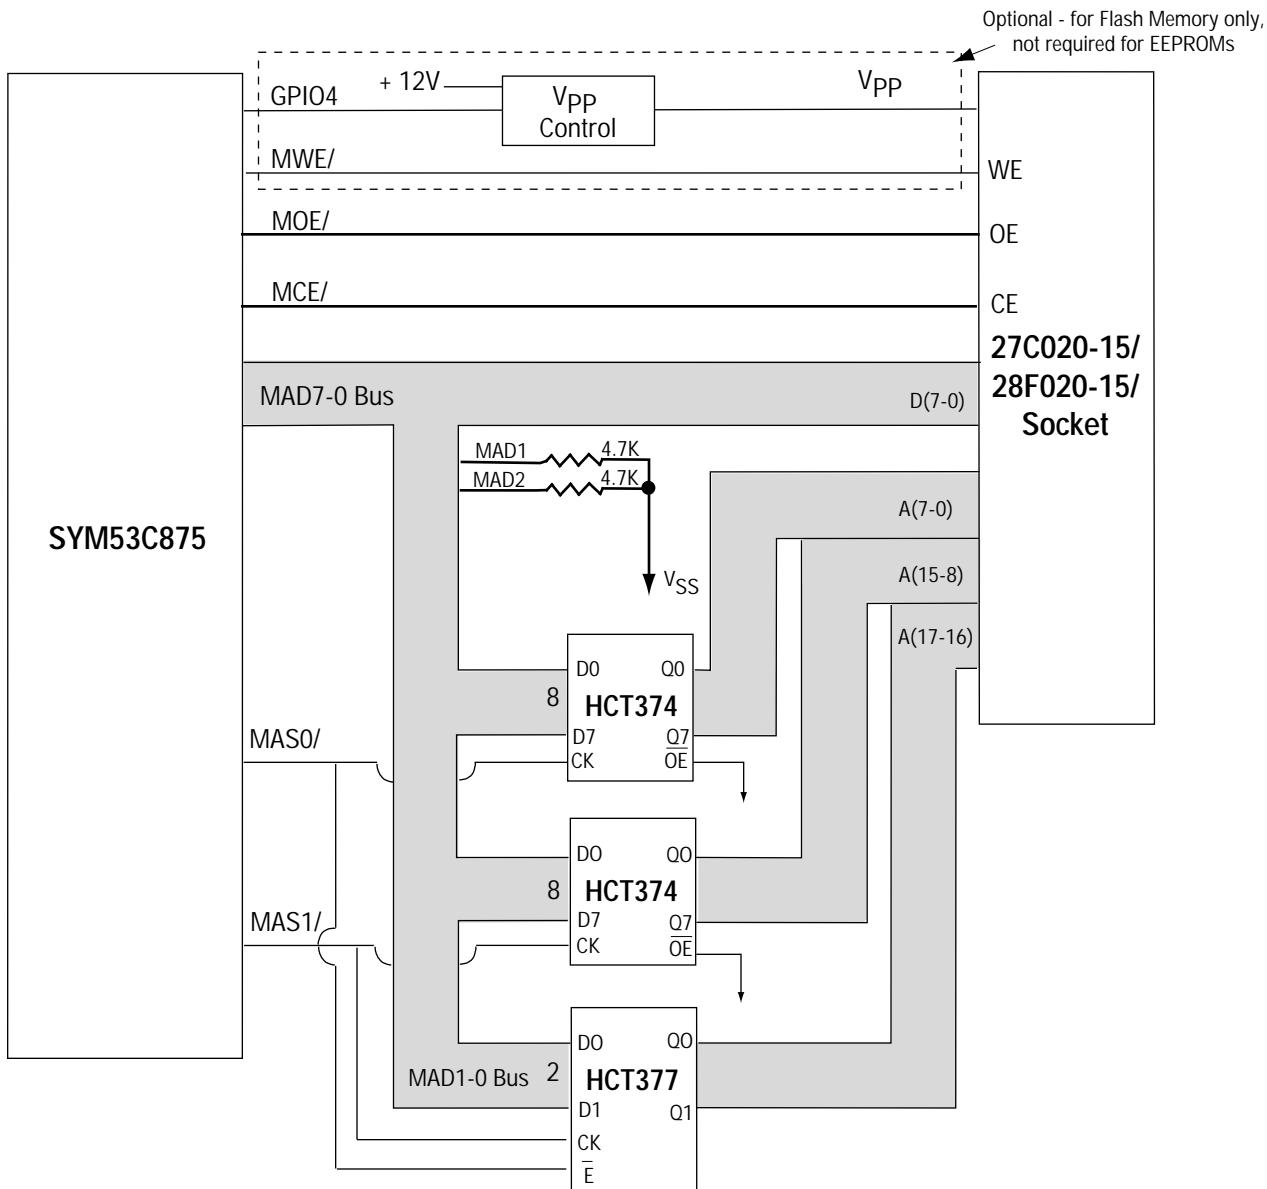 Optional - for Flash Memory only,
not required for EEPROMs
GPIO4
+ 12V
VPP
Control
VPP
MWE/
WE
MOE/
OE
MCE/
CE
27C020-15/
28F020-15/
Socket
MAD7-0 Bus
D(7-0)
MAD1
4.7K
MAD2
4.7K
A(7-0)
SYM53C875
VSS
A(15-8)
A(17-16)
D0
Q0
8
HCT374
D7
Q7
CK
OE
MAS0/
DO
QO
8
HCT374
D7
Q7
CK
OE
MAS1/
DO
QO
MAD1-0 Bus
2
HCT377
D1
Q1
CK
E